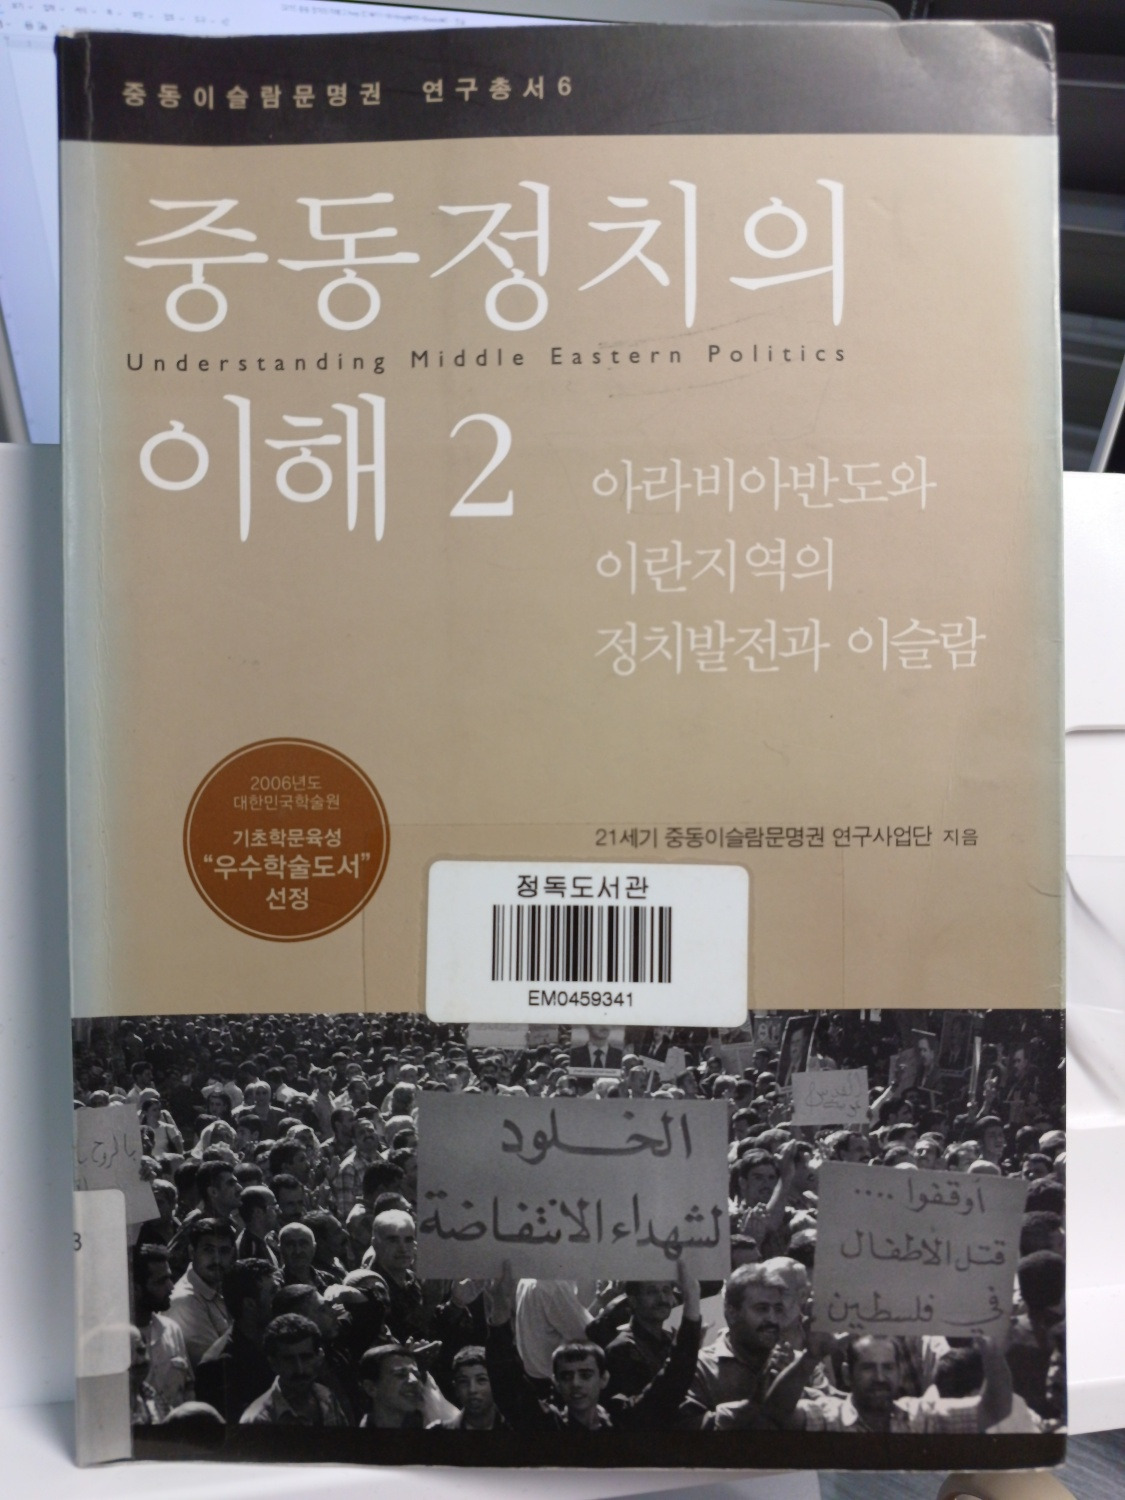 중동이슬람문명권 연구총서6
중동정치의
Understanding Middle Eastern Politics
이해 2
아라비아반도와
이란지역의
정치발전과 이슬람
2006년도
대한민국학술원
기초학문육성
“우수학술도서”
선정
21세기 중동이슬람문명권 연구사업단 지음
정독도서관
EM0459341
الخلود
لشهداء الانتفاضة
أوقفوا ....
قتل الأطفال
في فلسطين
3